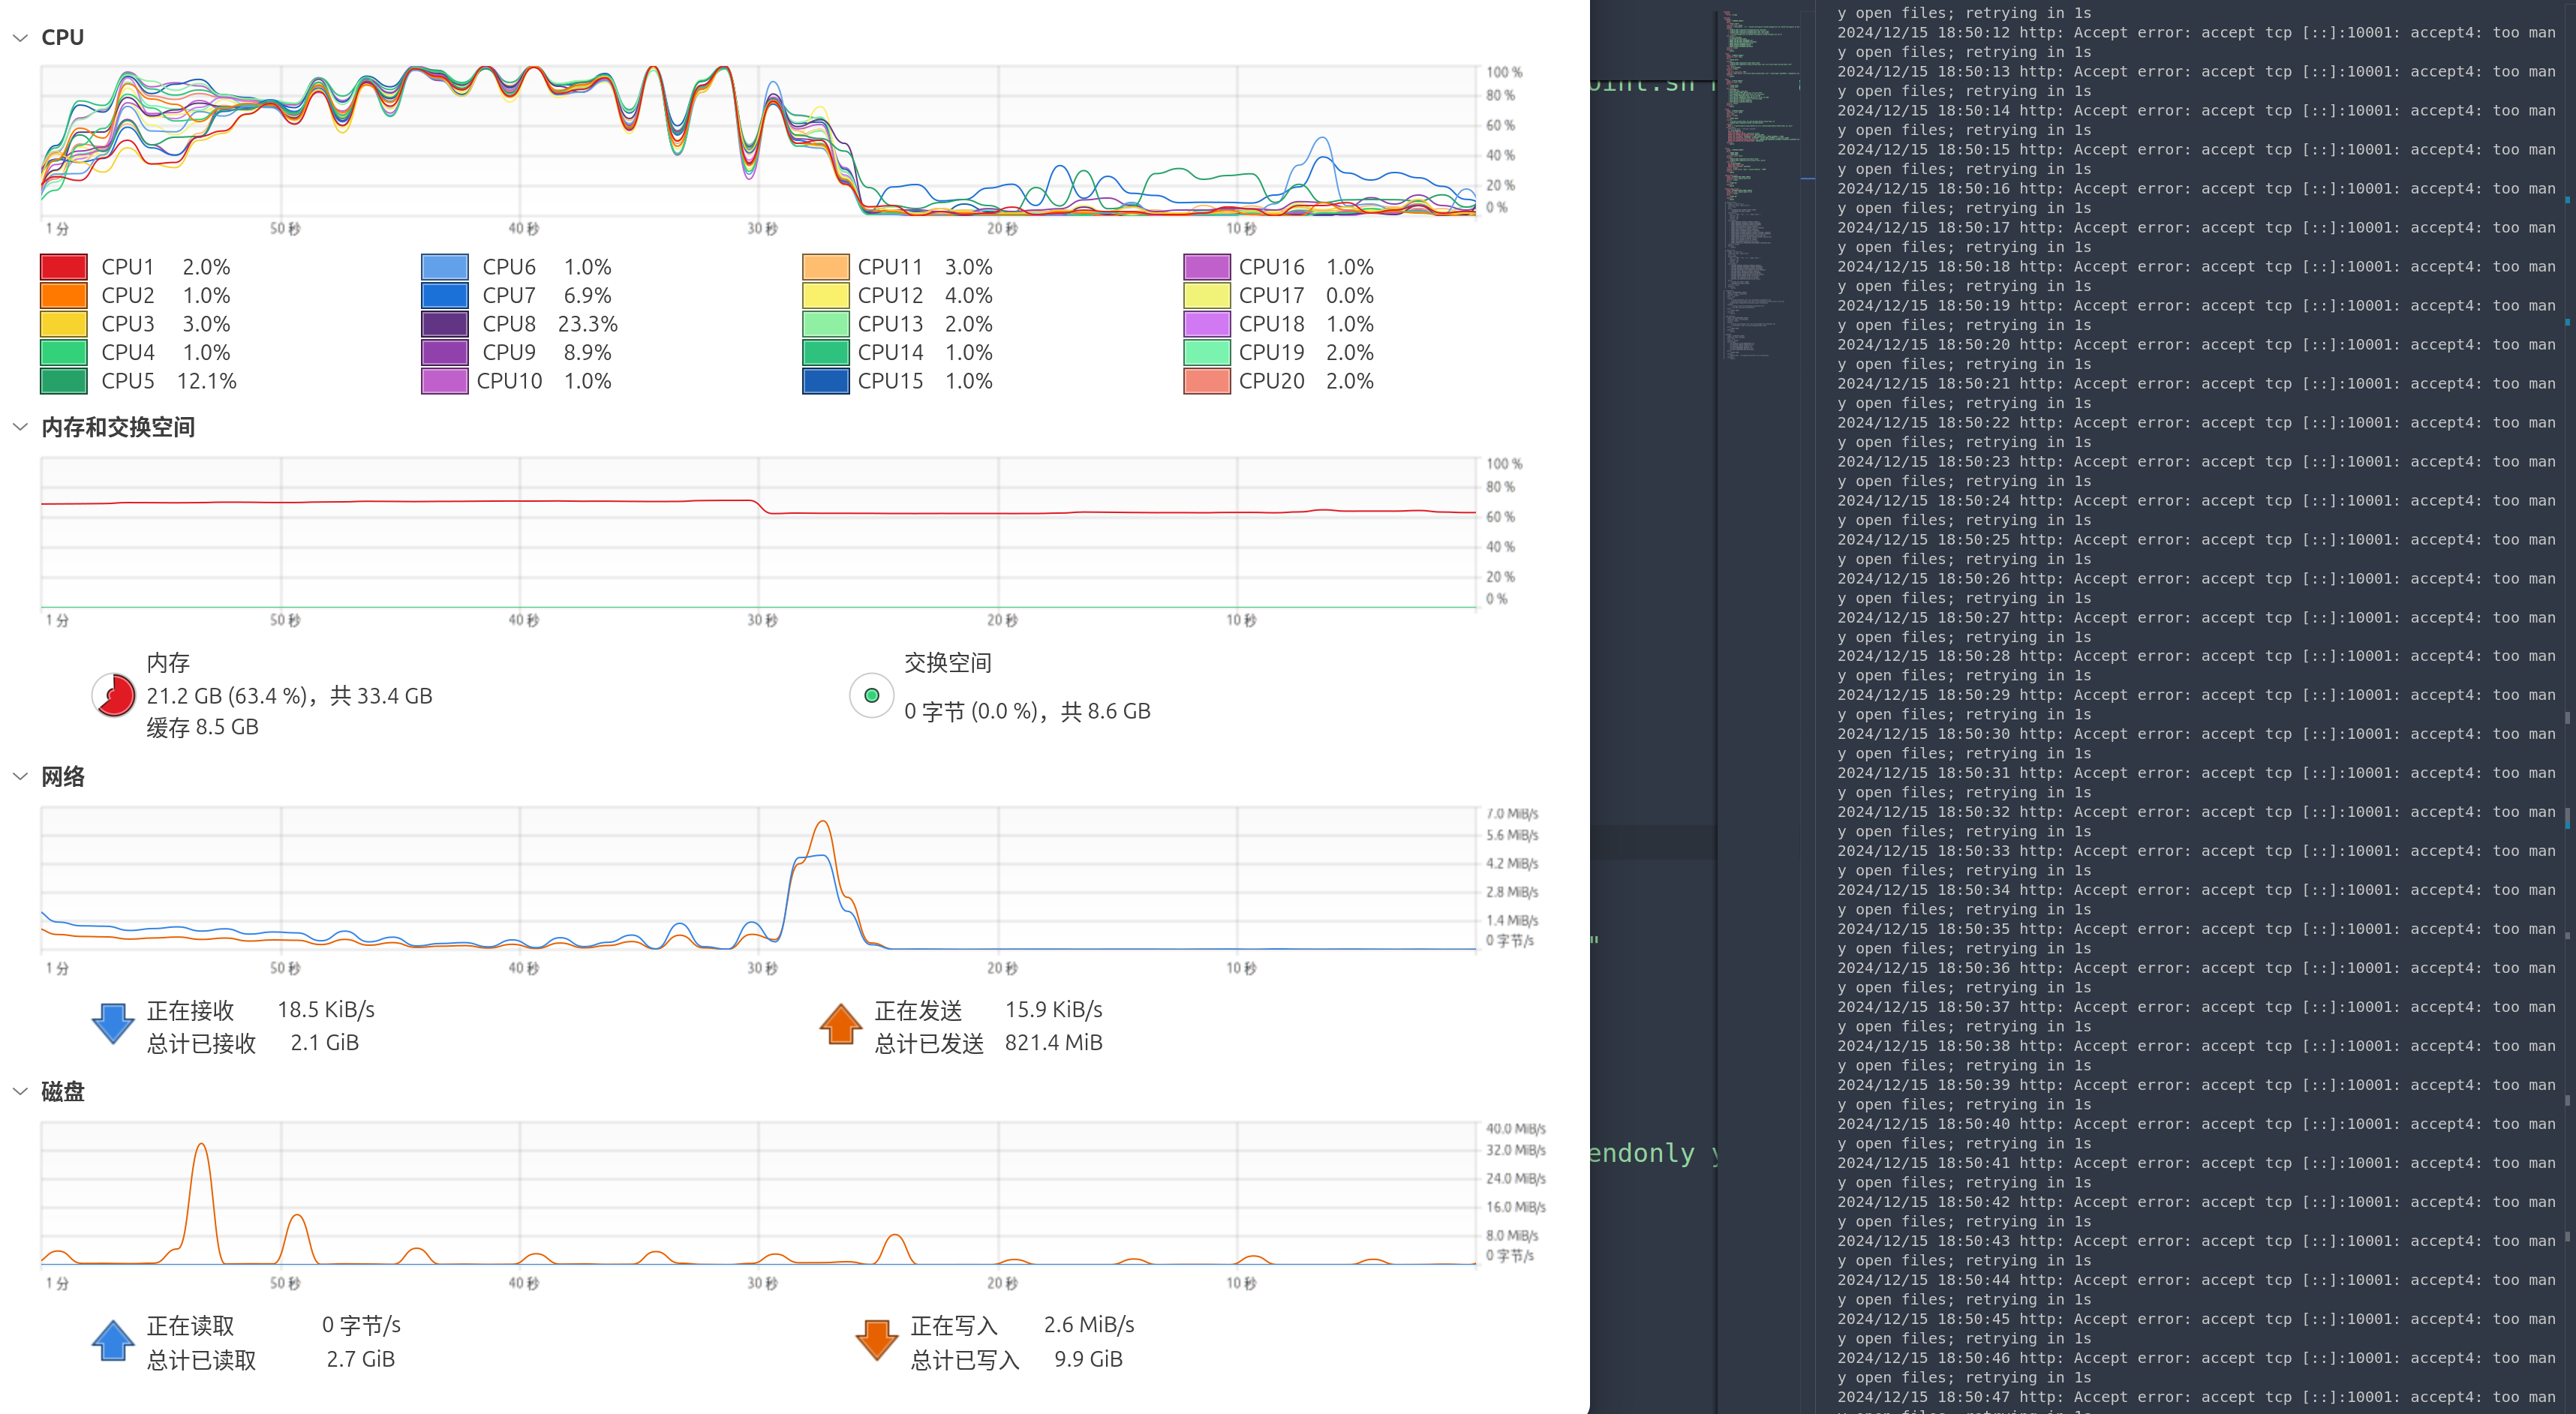 CPU
100 %
80 %
60 %
40 %
20 %
0 %
1 分 50 秒 40 秒 30 秒 20 秒 10 秒
CPU1 2.0% CPU6 1.0% CPU11 3.0% CPU16 1.0%
CPU2 1.0% CPU7 6.9% CPU12 4.0% CPU17 0.0%
CPU3 3.0% CPU8 23.3% CPU13 2.0% CPU18 1.0%
CPU4 1.0% CPU9 8.9% CPU14 1.0% CPU19 2.0%
CPU5 12.1% CPU10 1.0% CPU15 1.0% CPU20 2.0%
内存和交换空间
100 %
80 %
60 %
40 %
20 %
0 %
1 分 50 秒 40 秒 30 秒 20 秒 10 秒
内存
21.2 GB (63.4 %)，共 33.4 GB
缓存 8.5 GB
交换空间
0 字节 (0.0 %)，共 8.6 GB
网络
7.0 MiB/s
5.6 MiB/s
4.2 MiB/s
2.8 MiB/s
1.4 MiB/s
0 字节/s
1 分 50 秒 40 秒 30 秒 20 秒 10 秒
正在接收 18.5 KiB/s
总计已接收 2.1 GiB
正在发送 15.9 KiB/s
总计已发送 821.4 MiB
磁盘
40.0 MiB/s
32.0 MiB/s
24.0 MiB/s
16.0 MiB/s
8.0 MiB/s
0 字节/s
1 分 50 秒 40 秒 30 秒 20 秒 10 秒
正在读取 0 字节/s
总计已读取 2.7 GiB
正在写入 2.6 MiB/s
总计已写入 9.9 GiB
"
endonly
y open files; retrying in 1s
2024/12/15 18:50:12 http: Accept error: accept tcp [::]:10001: accept4: too man
y open files; retrying in 1s
2024/12/15 18:50:13 http: Accept error: accept tcp [::]:10001: accept4: too man
y open files; retrying in 1s
2024/12/15 18:50:14 http: Accept error: accept tcp [::]:10001: accept4: too man
y open files; retrying in 1s
2024/12/15 18:50:15 http: Accept error: accept tcp [::]:10001: accept4: too man
y open files; retrying in 1s
2024/12/15 18:50:16 http: Accept error: accept tcp [::]:10001: accept4: too man
y open files; retrying in 1s
2024/12/15 18:50:17 http: Accept error: accept tcp [::]:10001: accept4: too man
y open files; retrying in 1s
2024/12/15 18:50:18 http: Accept error: accept tcp [::]:10001: accept4: too man
y open files; retrying in 1s
2024/12/15 18:50:19 http: Accept error: accept tcp [::]:10001: accept4: too man
y open files; retrying in 1s
2024/12/15 18:50:20 http: Accept error: accept tcp [::]:10001: accept4: too man
y open files; retrying in 1s
2024/12/15 18:50:21 http: Accept error: accept tcp [::]:10001: accept4: too man
y open files; retrying in 1s
2024/12/15 18:50:22 http: Accept error: accept tcp [::]:10001: accept4: too man
y open files; retrying in 1s
2024/12/15 18:50:23 http: Accept error: accept tcp [::]:10001: accept4: too man
y open files; retrying in 1s
2024/12/15 18:50:24 http: Accept error: accept tcp [::]:10001: accept4: too man
y open files; retrying in 1s
2024/12/15 18:50:25 http: Accept error: accept tcp [::]:10001: accept4: too man
y open files; retrying in 1s
2024/12/15 18:50:26 http: Accept error: accept tcp [::]:10001: accept4: too man
y open files; retrying in 1s
2024/12/15 18:50:27 http: Accept error: accept tcp [::]:10001: accept4: too man
y open files; retrying in 1s
2024/12/15 18:50:28 http: Accept error: accept tcp [::]:10001: accept4: too man
y open files; retrying in 1s
2024/12/15 18:50:29 http: Accept error: accept tcp [::]:10001: accept4: too man
y open files; retrying in 1s
2024/12/15 18:50:30 http: Accept error: accept tcp [::]:10001: accept4: too man
y open files; retrying in 1s
2024/12/15 18:50:31 http: Accept error: accept tcp [::]:10001: accept4: too man
y open files; retrying in 1s
2024/12/15 18:50:32 http: Accept error: accept tcp [::]:10001: accept4: too man
y open files; retrying in 1s
2024/12/15 18:50:33 http: Accept error: accept tcp [::]:10001: accept4: too man
y open files; retrying in 1s
2024/12/15 18:50:34 http: Accept error: accept tcp [::]:10001: accept4: too man
y open files; retrying in 1s
2024/12/15 18:50:35 http: Accept error: accept tcp [::]:10001: accept4: too man
y open files; retrying in 1s
2024/12/15 18:50:36 http: Accept error: accept tcp [::]:10001: accept4: too man
y open files; retrying in 1s
2024/12/15 18:50:37 http: Accept error: accept tcp [::]:10001: accept4: too man
y open files; retrying in 1s
2024/12/15 18:50:38 http: Accept error: accept tcp [::]:10001: accept4: too man
y open files; retrying in 1s
2024/12/15 18:50:39 http: Accept error: accept tcp [::]:10001: accept4: too man
y open files; retrying in 1s
2024/12/15 18:50:40 http: Accept error: accept tcp [::]:10001: accept4: too man
y open files; retrying in 1s
2024/12/15 18:50:41 http: Accept error: accept tcp [::]:10001: accept4: too man
y open files; retrying in 1s
2024/12/15 18:50:42 http: Accept error: accept tcp [::]:10001: accept4: too man
y open files; retrying in 1s
2024/12/15 18:50:43 http: Accept error: accept tcp [::]:10001: accept4: too man
y open files; retrying in 1s
2024/12/15 18:50:44 http: Accept error: accept tcp [::]:10001: accept4: too man
y open files; retrying in 1s
2024/12/15 18:50:45 http: Accept error: accept tcp [::]:10001: accept4: too man
y open files; retrying in 1s
2024/12/15 18:50:46 http: Accept error: accept tcp [::]:10001: accept4: too man
y open files; retrying in 1s
2024/12/15 18:50:47 http: Accept error: accept tcp [::]:10001: accept4: too man